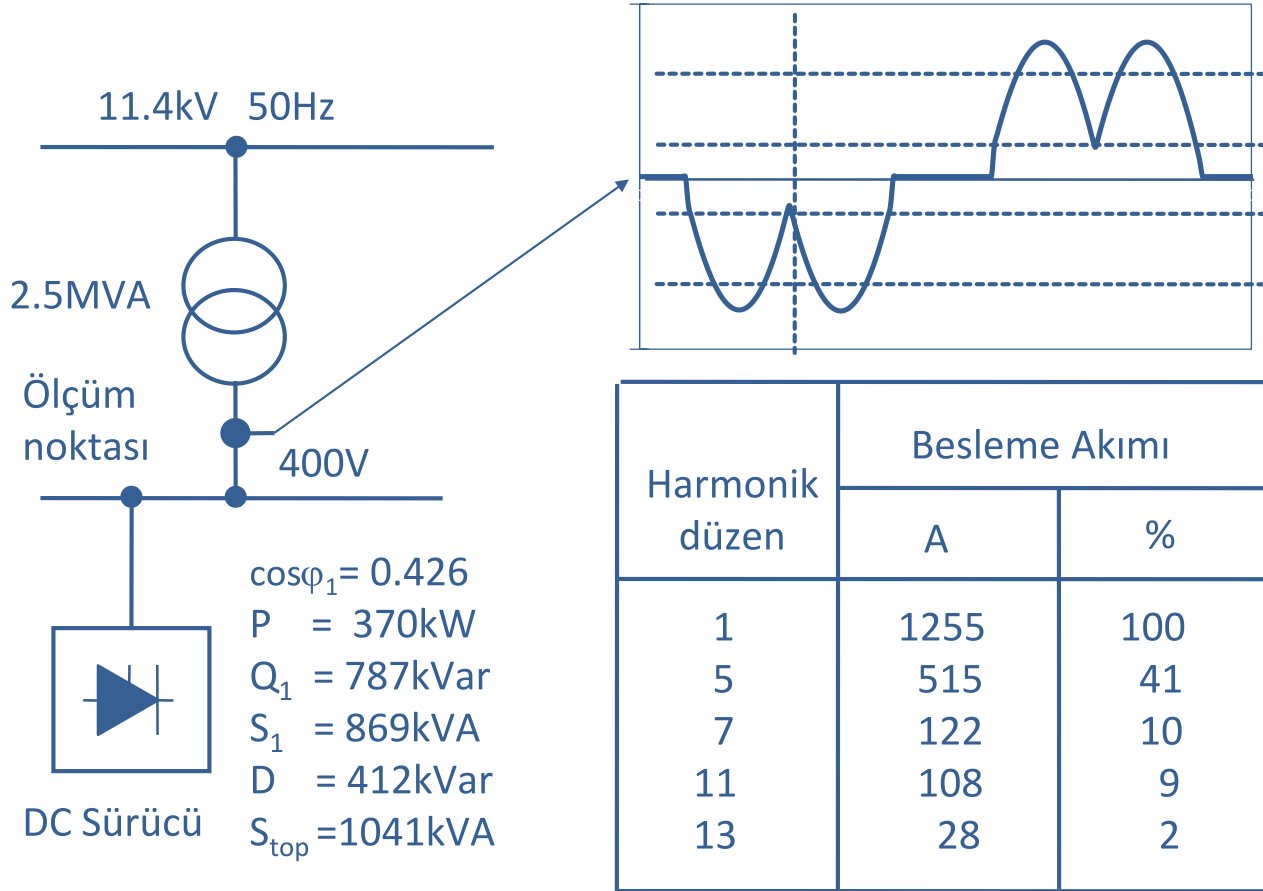 11.4kV 50Hz
2.5MVA
Ölçüm
noktası
400V
cosφ₁= 0.426
P = 370kW
Q₁ = 787kVar
S₁ = 869kVA
D = 412kVar
Sₜₒₚ =1041kVA
DC Sürücü
Harmonik
düzen
Besleme Akımı
A %
1 1255 100
5 515 41
7 122 10
11 108 9
13 28 2